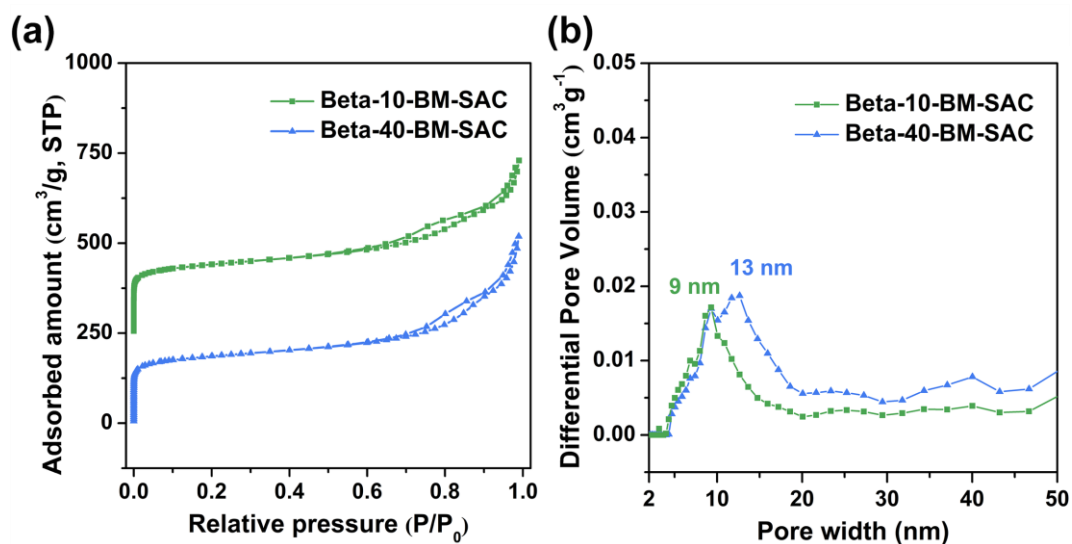 (a)
Adsorbed amount (cm³/g, STP)
1000
750
500
250
0
Beta-10-BM-SAC
Beta-40-BM-SAC
0.0 0.2 0.4 0.6 0.8 1.0
Relative pressure (P/P₀)
(b)
Differential Pore Volume (cm³g⁻¹)
0.05
0.04
0.03
0.02
0.01
0.00
Beta-10-BM-SAC
Beta-40-BM-SAC
9 nm
13 nm
2 10 20 30 40 50
Pore width (nm)